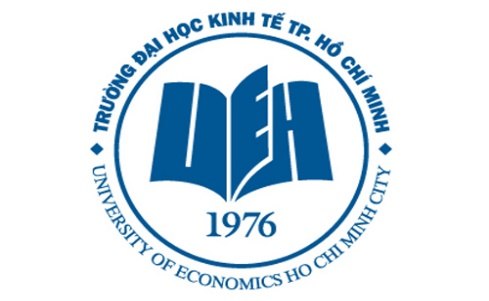 TRƯỜNG ĐẠI HỌC KINH TẾ TP. HỒ CHÍ MINH
UEH
1976
UNIVERSITY OF ECONOMICS HO CHI MINH CITY